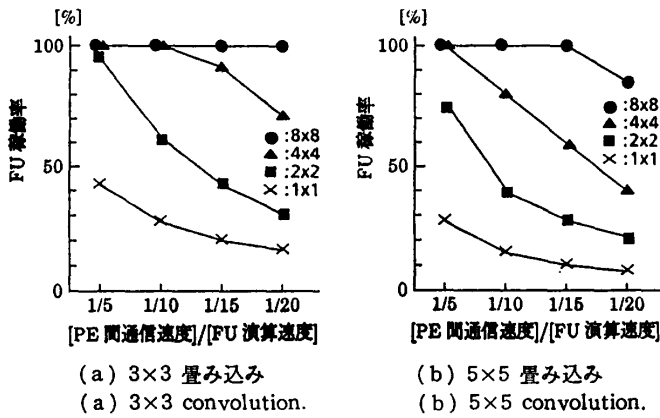 [%]
100
50
0
FU 稼働率
●:8x8
▲:4x4
■:2x2
×:1x1
1/5 1/10 1/15 1/20
[PE 間通信速度]/[FU 演算速度]
(a) 3×3 畳み込み
(a) 3×3 convolution.
[%]
100
50
0
FU 稼働率
●:8x8
▲:4x4
■:2x2
×:1x1
1/5 1/10 1/15 1/20
[PE 間通信速度]/[FU 演算速度]
(b) 5×5 畳み込み
(b) 5×5 convolution.